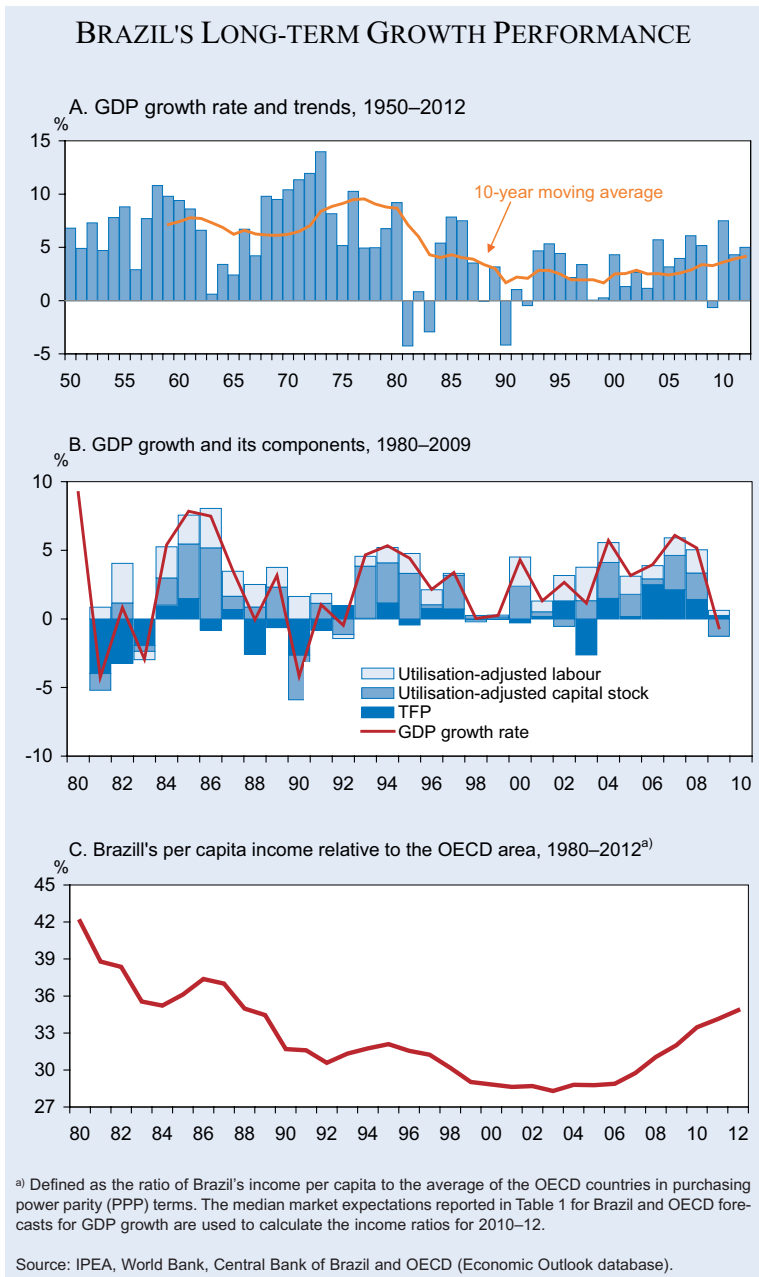 BRAZIL'S LONG-TERM GROWTH PERFORMANCE
A. GDP growth rate and trends, 1950–2012
%
15
10
5
0
-5
10-year moving average
50 55 60 65 70 75 80 85 90 95 00 05 10
B. GDP growth and its components, 1980–2009
%
10
5
0
-5
-10
Utilisation-adjusted labour
Utilisation-adjusted capital stock
TFP
GDP growth rate
80 82 84 86 88 90 92 94 96 98 00 02 04 06 08 10
C. Brazill's per capita income relative to the OECD area, 1980–2012a)
%
45
42
39
36
33
30
27
80 82 84 86 88 90 92 94 96 98 00 02 04 06 08 10 12
a) Defined as the ratio of Brazil's income per capita to the average of the OECD countries in purchasing
power parity (PPP) terms. The median market expectations reported in Table 1 for Brazil and OECD fore-
casts for GDP growth are used to calculate the income ratios for 2010–12.
Source: IPEA, World Bank, Central Bank of Brazil and OECD (Economic Outlook database).